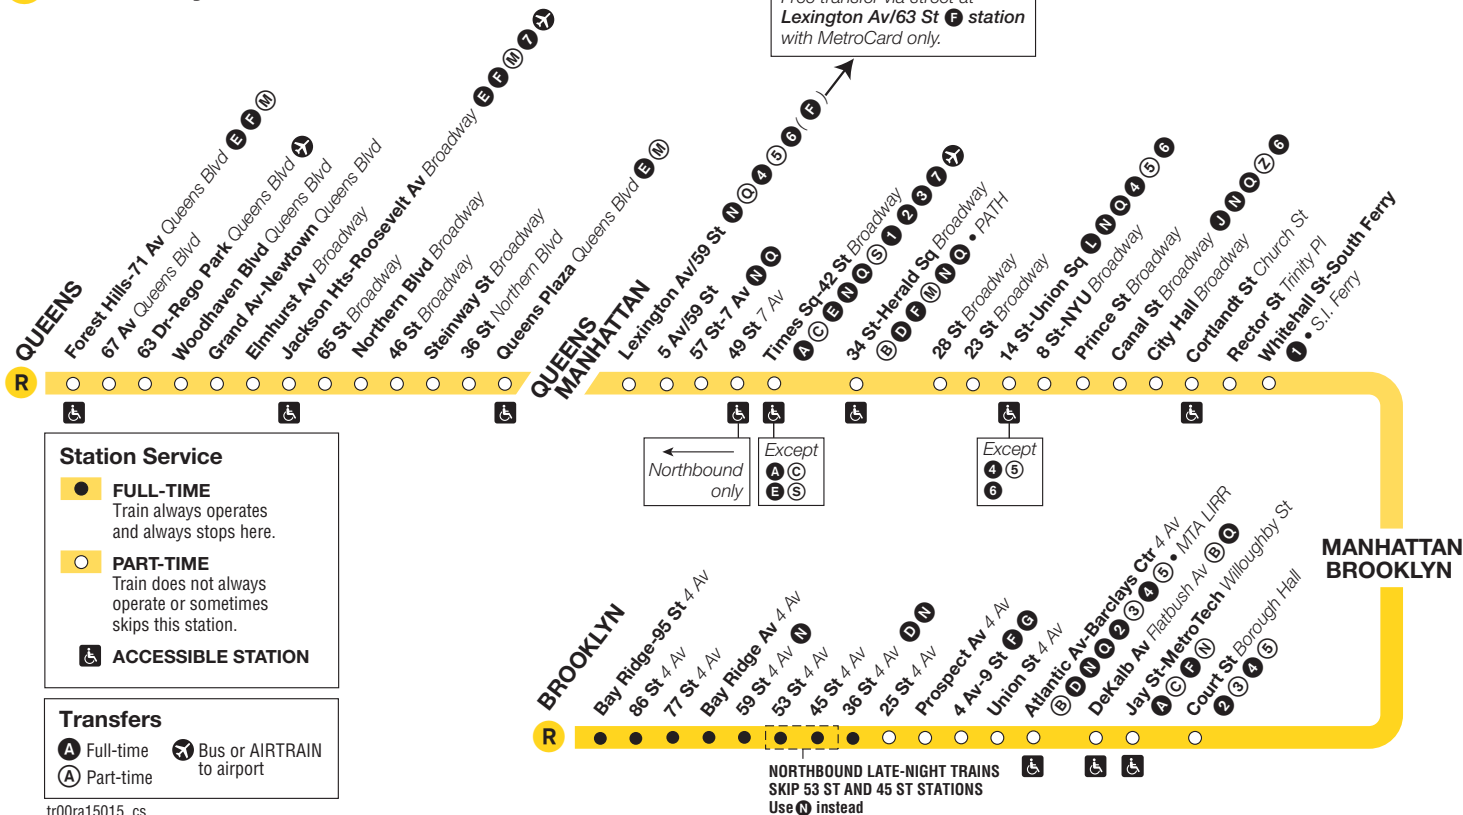 Free transfer via street at
Lexington Av/63 St F station
with MetroCard only.
QUEENS
Forest Hills-71 Av Queens Blvd E F M
67 Av Queens Blvd
63 Dr-Rego Park Queens Blvd
Woodhaven Blvd Queens Blvd
Grand Av-Newtown Queens Blvd
Elmhurst Av Broadway
Jackson Hts-Roosevelt Av Broadway E F M 7
65 St Broadway
Northern Blvd Broadway
46 St Broadway
Steinway St Broadway
36 St Northern Blvd
Queens Plaza Queens Blvd E M
QUEENS
MANHATTAN
Lexington Av/59 St N Q 4 5 6 (F)
5 Av/59 St
57 St-7 Av N Q
49 St 7 Av
Times Sq-42 St Broadway
A C E N Q S 1 2 3 7
34 St-Herald Sq Broadway
B D F M N Q • PATH
28 St Broadway
23 St Broadway
14 St-Union Sq L N Q 4 5 6
8 St-NYU Broadway
Prince St Broadway
Canal St Broadway J N Q Z 6
City Hall Broadway
Cortlandt St Church St
Rector St Trinity Pl
Whitehall St-South Ferry
1 • S.I. Ferry
R
Northbound
only
Except
A C
E S
Except
4 5
6
Station Service
FULL-TIME
Train always operates
and always stops here.
PART-TIME
Train does not always
operate or sometimes
skips this station.
ACCESSIBLE STATION
Transfers
A Full-time
A Part-time
Bus or AIRTRAIN
to airport
tr00ra15015_cs
MANHATTAN
BROOKLYN
BROOKLYN
Bay Ridge-95 St 4 Av
86 St 4 Av
77 St 4 Av
Bay Ridge Av 4 Av
59 St 4 Av N
53 St 4 Av
45 St 4 Av
36 St 4 Av D N
25 St 4 Av
Prospect Av 4 Av
4 Av-9 St F G
Union St 4 Av
Atlantic Av-Barclays Ctr 4 Av
B D N Q 2 3 4 5 • MTA LIRR
DeKalb Av Flatbush Av B Q
Jay St-MetroTech Willoughby St
A C F N
Court St Borough Hall
2 3 4 5
R
NORTHBOUND LATE-NIGHT TRAINS
SKIP 53 ST AND 45 ST STATIONS
Use N instead